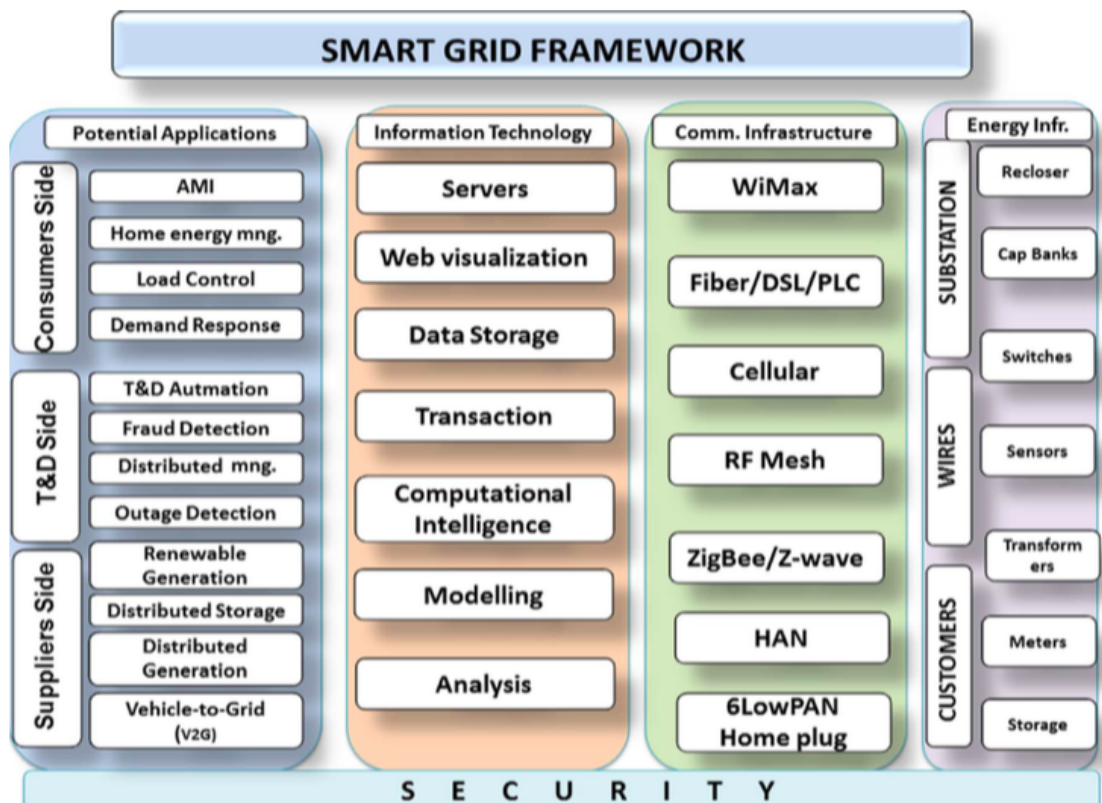 SMART GRID FRAMEWORK
Potential Applications
Consumers Side
AMI
Home energy mng.
Load Control
Demand Response
T&D Side
T&D Autmation
Fraud Detection
Distributed mng.
Outage Detection
Suppliers Side
Renewable
Generation
Distributed Storage
Distributed
Generation
Vehicle-to-Grid
(V2G)
Information Technology
Servers
Web visualization
Data Storage
Transaction
Computational
Intelligence
Modelling
Analysis
Comm. Infrastructure
WiMax
Fiber/DSL/PLC
Cellular
RF Mesh
ZigBee/Z-wave
HAN
6LowPAN
Home plug
Energy Infr.
SUBSTATION
Recloser
Cap Banks
Switches
WIRES
Sensors
Transform
ers
CUSTOMERS
Meters
Storage
S E C U R I T Y